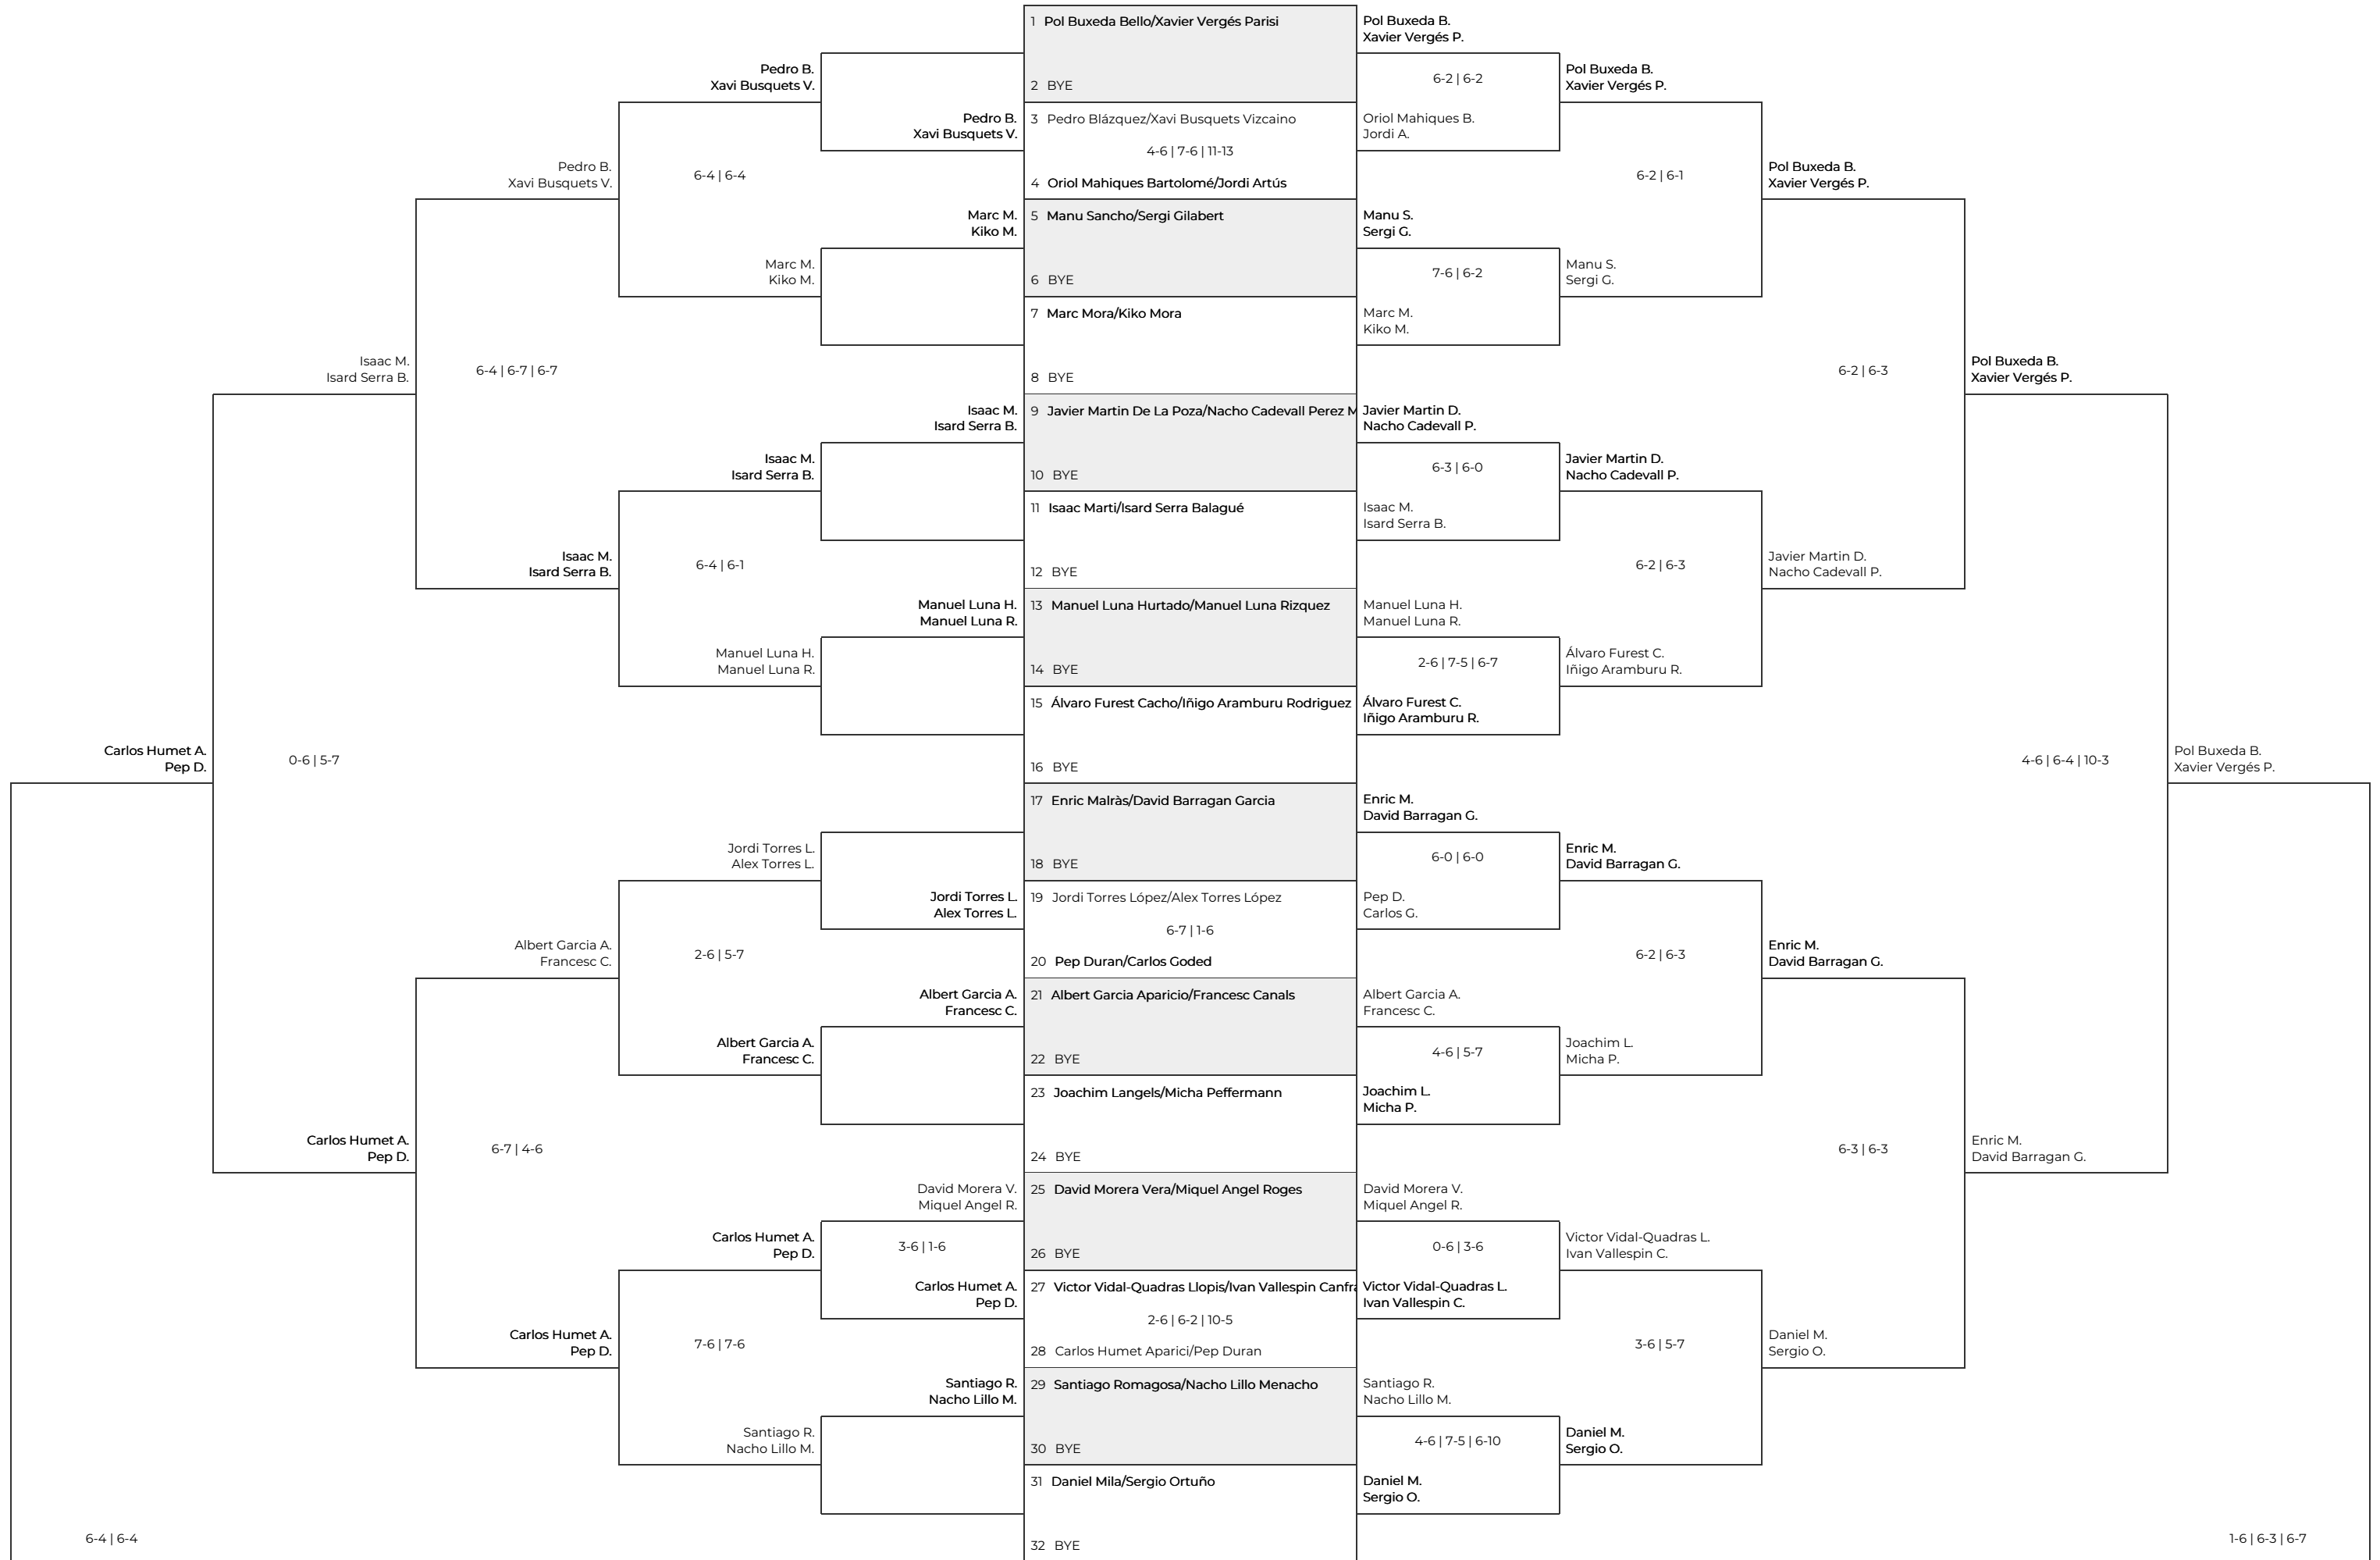 1 Pol Buxeda Bello/Xavier Vergés Parisi
2 BYE
3 Pedro Blázquez/Xavi Busquets Vizcaino
4-6 | 7-6 | 11-13
4 Oriol Mahiques Bartolomé/Jordi Artús
5 Manu Sancho/Sergi Gilabert
6 BYE
7 Marc Mora/Kiko Mora
8 BYE
9 Javier Martin De La Poza/Nacho Cadevall Perez M
10 BYE
11 Isaac Marti/Isard Serra Balagué
12 BYE
13 Manuel Luna Hurtado/Manuel Luna Rizquez
14 BYE
15 Álvaro Furest Cacho/Iñigo Aramburu Rodriguez
16 BYE
17 Enric Malràs/David Barragan Garcia
18 BYE
19 Jordi Torres López/Alex Torres López
6-7 | 1-6
20 Pep Duran/Carlos Goded
21 Albert Garcia Aparicio/Francesc Canals
22 BYE
23 Joachim Langels/Micha Peffermann
24 BYE
25 David Morera Vera/Miquel Angel Roges
26 BYE
27 Victor Vidal-Quadras Llopis/Ivan Vallespin Canfra
2-6 | 6-2 | 10-5
28 Carlos Humet Aparici/Pep Duran
29 Santiago Romagosa/Nacho Lillo Menacho
30 BYE
31 Daniel Mila/Sergio Ortuño
32 BYE
Pol Buxeda B.
Xavier Vergés P.
6-2 | 6-2
Oriol Mahiques B.
Jordi A.
Manu S.
Sergi G.
7-6 | 6-2
Marc M.
Kiko M.
Javier Martin D.
Nacho Cadevall P.
6-3 | 6-0
Isaac M.
Isard Serra B.
Manuel Luna H.
Manuel Luna R.
2-6 | 7-5 | 6-7
Álvaro Furest C.
Iñigo Aramburu R.
Enric M.
David Barragan G.
6-0 | 6-0
Pep D.
Carlos G.
Albert Garcia A.
Francesc C.
4-6 | 5-7
Joachim L.
Micha P.
David Morera V.
Miquel Angel R.
0-6 | 3-6
Victor Vidal-Quadras L.
Ivan Vallespin C.
Santiago R.
Nacho Lillo M.
4-6 | 7-5 | 6-10
Daniel M.
Sergio O.
Pol Buxeda B.
Xavier Vergés P.
6-2 | 6-1
Manu S.
Sergi G.
Javier Martin D.
Nacho Cadevall P.
6-2 | 6-3
Álvaro Furest C.
Iñigo Aramburu R.
Enric M.
David Barragan G.
6-2 | 6-3
Joachim L.
Micha P.
Victor Vidal-Quadras L.
Ivan Vallespin C.
3-6 | 5-7
Daniel M.
Sergio O.
Pol Buxeda B.
Xavier Vergés P.
6-2 | 6-3
Javier Martin D.
Nacho Cadevall P.
Enric M.
David Barragan G.
6-3 | 6-3
Daniel M.
Sergio O.
Pol Buxeda B.
Xavier Vergés P.
4-6 | 6-4 | 10-3
Enric M.
David Barragan G.
Pol Buxeda B.
Xavier Vergés P.
1-6 | 6-3 | 6-7
Pedro B.
Xavi Busquets V.
Marc M.
Kiko M.
Isaac M.
Isard Serra B.
Manuel Luna H.
Manuel Luna R.
Jordi Torres L.
Alex Torres L.
Albert Garcia A.
Francesc C.
David Morera V.
Miquel Angel R.
3-6 | 1-6
Carlos Humet A.
Pep D.
Santiago R.
Nacho Lillo M.
Pedro B.
Xavi Busquets V.
6-4 | 6-4
Marc M.
Kiko M.
Isaac M.
Isard Serra B.
6-4 | 6-1
Manuel Luna H.
Manuel Luna R.
Jordi Torres L.
Alex Torres L.
2-6 | 5-7
Albert Garcia A.
Francesc C.
Carlos Humet A.
Pep D.
7-6 | 7-6
Santiago R.
Nacho Lillo M.
Pedro B.
Xavi Busquets V.
6-4 | 6-7 | 6-7
Isaac M.
Isard Serra B.
Albert Garcia A.
Francesc C.
6-7 | 4-6
Carlos Humet A.
Pep D.
Isaac M.
Isard Serra B.
0-6 | 5-7
Carlos Humet A.
Pep D.
Carlos Humet A.
Pep D.
6-4 | 6-4